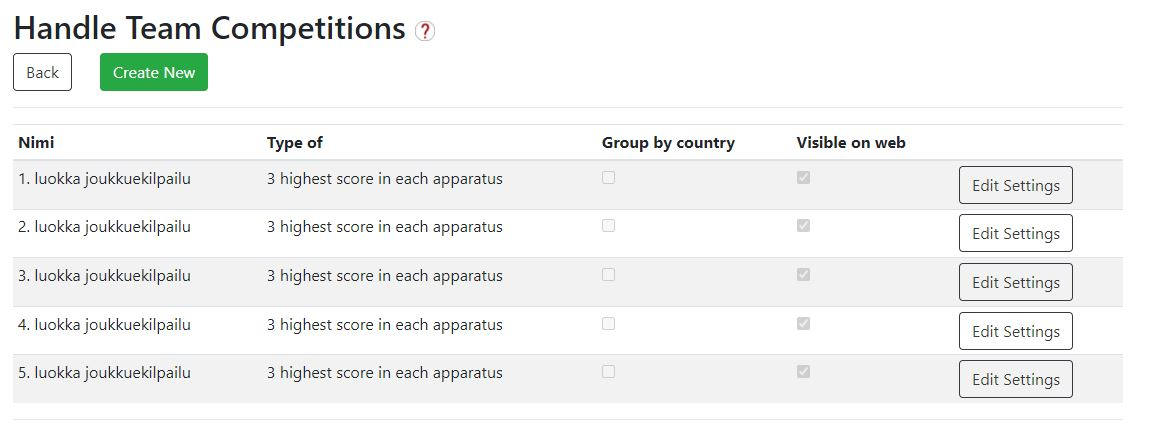 Handle Team Competitions ?
Back Create New
Nimi Type of Group by country Visible on web
1. luokka joukkuekilpailu 3 highest score in each apparatus Edit Settings
2. luokka joukkuekilpailu 3 highest score in each apparatus Edit Settings
3. luokka joukkuekilpailu 3 highest score in each apparatus Edit Settings
4. luokka joukkuekilpailu 3 highest score in each apparatus Edit Settings
5. luokka joukkuekilpailu 3 highest score in each apparatus Edit Settings